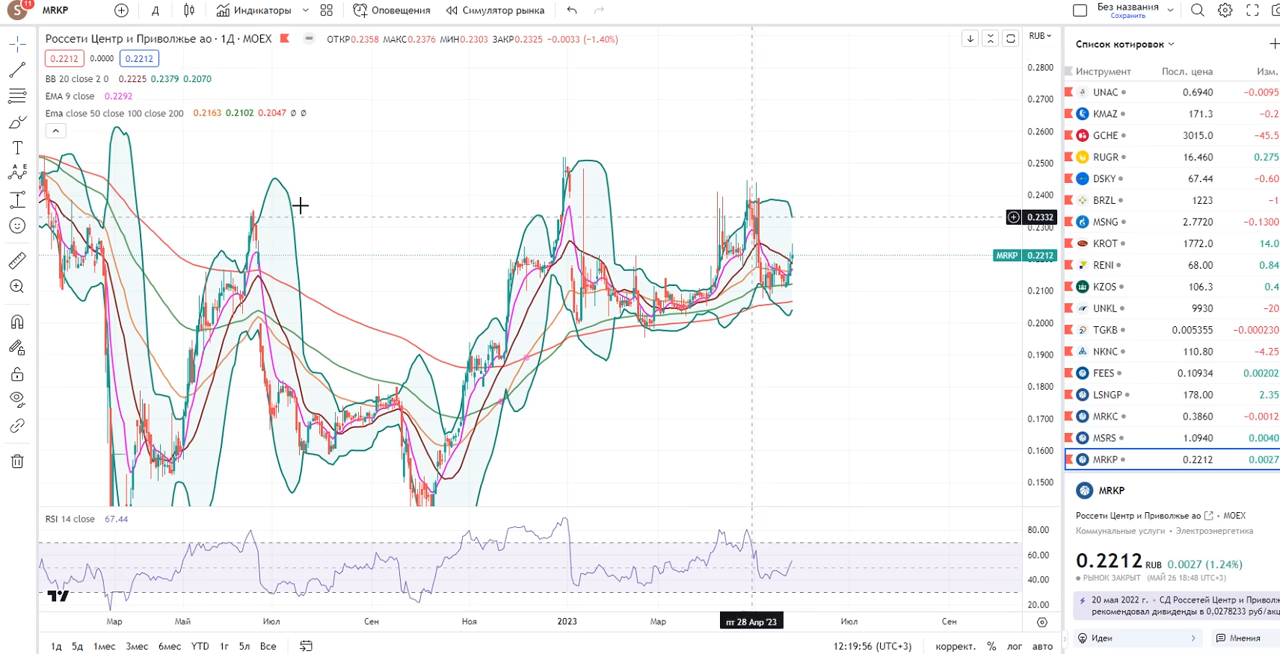 S 11 MRKP Д Индикаторы Оповещения Симулятор рынка Без названия
Сохранить
Россети Центр и Приволжье ао · 1Д · MOEX ОТКР0.2358 МАКС0.2376 МИН0.2303 ЗАКР0.2325 −0.0033 (−1.40%)
0.2212 0.0000 0.2212
BB 20 close 2 0 0.2225 0.2379 0.2070
EMA 9 close 0.2292
Ema close 50 close 100 close 200 0.2163 0.2102 0.2047 ∅ ∅
RUB
0.2800
0.2700
0.2600
0.2500
0.2400
0.2332
0.2300
MRKP 0.2212
0.2100
0.2000
0.1900
0.1800
0.1700
0.1600
0.1500
RSI 14 close 67.44
80.00
60.00
40.00
20.00
Мар Май Июл Сен Ноя 2023 Мар пт 28 Апр '23 Июл Сен
1д 5д 1мес 3мес 6мес YTD 1г 5л Все 12:19:56 (UTC+3) коррект. % лог авто
Список котировок
Инструмент Посл. цена Изм.
UNAC 0.6940 −0.0095
KMAZ 171.3 −0.2
GCHE 3015.0 −45.5
RUGR 16.460 0.275
DSKY 67.44 −0.60
BRZL 1223 −1
MSNG 2.7720 −0.1300
KROT 1772.0 14.0
RENI 68.00 0.84
KZOS 106.3 0.4
UNKL 9930 −20
TGKB 0.005355 −0.000230
NKNC 110.80 −4.25
FEES 0.10934 0.00202
LSNGP 178.00 2.35
MRKC 0.3860 −0.0012
MSRS 1.0940 0.0040
MRKP 0.2212 0.0027
MRKP
Россети Центр и Приволжье ао • MOEX
Коммунальные услуги • Электроэнергетика
0.2212 RUB 0.0027 (1.24%)
РЫНОК ЗАКРЫТ (МАЙ 26 18:48 UTC+3)
20 мая 2022 г. - СД Россетей Центр и Приволж
рекомендовал дивиденды в 0,0278233 руб/акц
Идеи Мнения